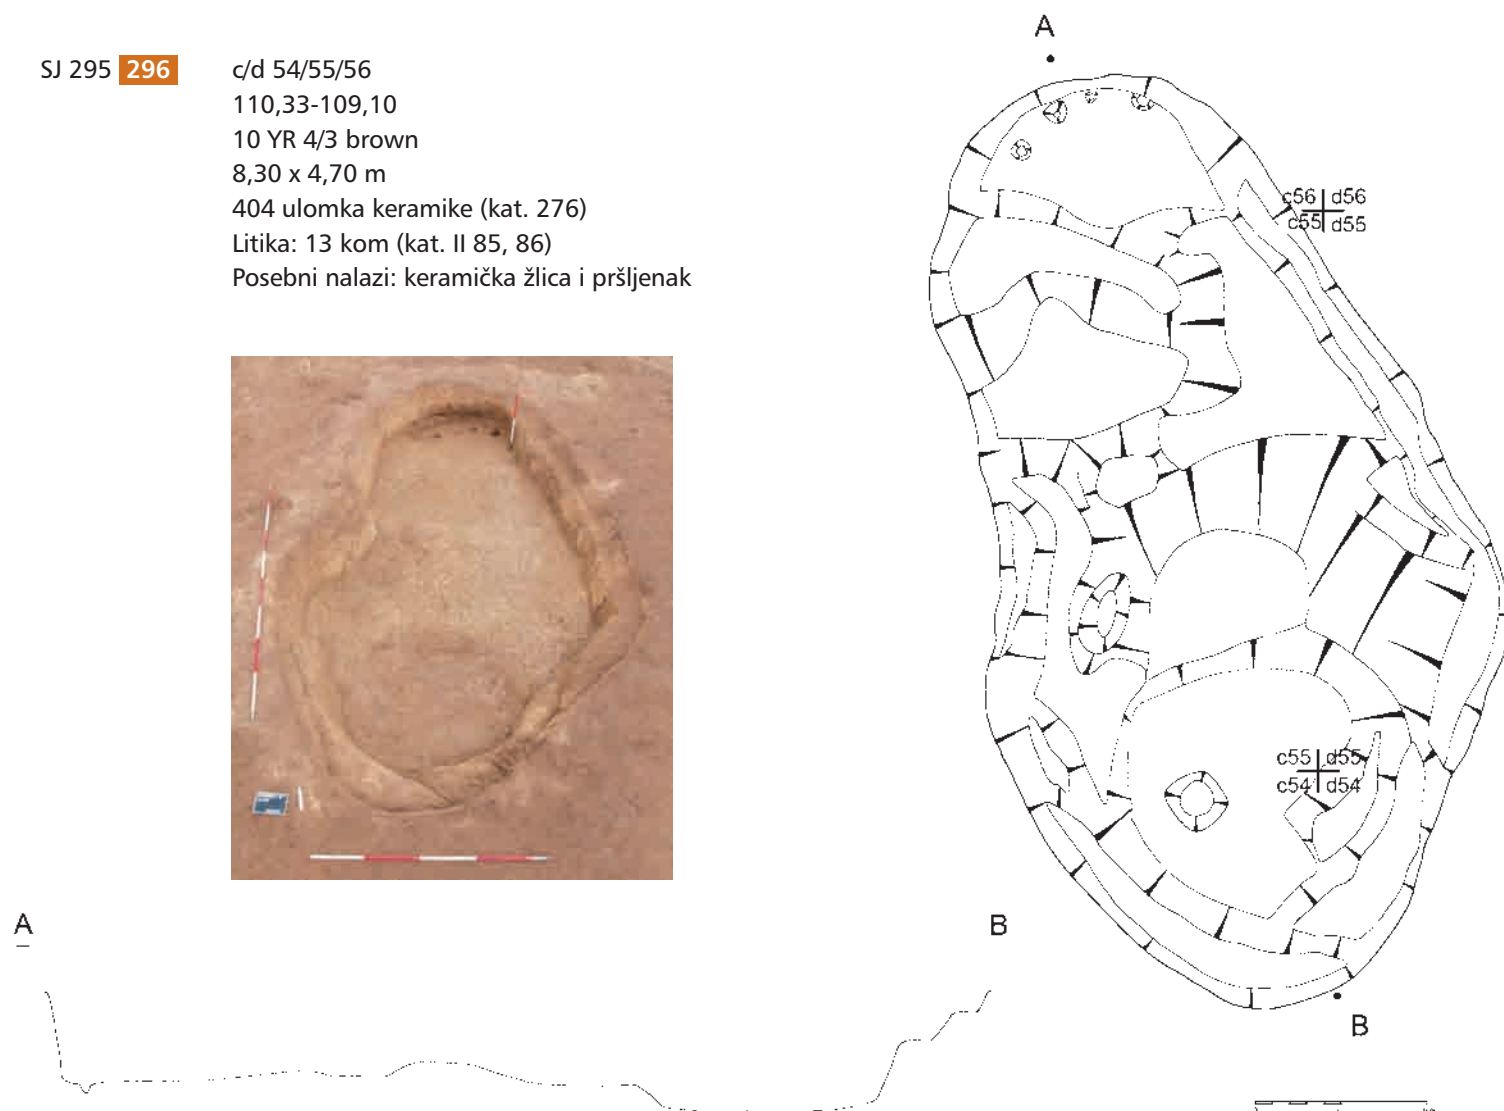 SJ 295 296
c/d 54/55/56
110,33-109,10
10 YR 4/3 brown
8,30 x 4,70 m
404 ulomka keramike (kat. 276)
Litika: 13 kom (kat. II 85, 86)
Posebni nalazi: keramička žlica i pršljenak
A
c56 d56
c55 d55
c55 d55
c54 d54
B
A
B